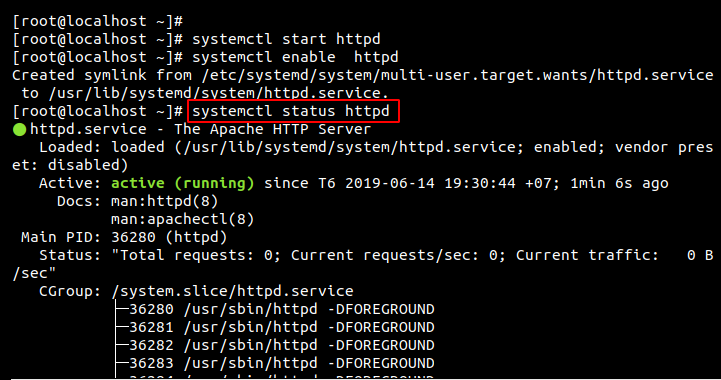 [root@localhost ~]#
[root@localhost ~]# systemctl start httpd
[root@localhost ~]# systemctl enable  httpd
Created symlink from /etc/systemd/system/multi-user.target.wants/httpd.service
 to /usr/lib/systemd/system/httpd.service.
[root@localhost ~]# systemctl status httpd
● httpd.service - The Apache HTTP Server
   Loaded: loaded (/usr/lib/systemd/system/httpd.service; enabled; vendor pres
et: disabled)
   Active: active (running) since T6 2019-06-14 19:30:44 +07; 1min 6s ago
     Docs: man:httpd(8)
           man:apachectl(8)
 Main PID: 36280 (httpd)
   Status: "Total requests: 0; Current requests/sec: 0; Current traffic:   0 B
/sec"
   CGroup: /system.slice/httpd.service
           ├─36280 /usr/sbin/httpd -DFOREGROUND
           ├─36281 /usr/sbin/httpd -DFOREGROUND
           ├─36282 /usr/sbin/httpd -DFOREGROUND
           ├─36283 /usr/sbin/httpd -DFOREGROUND